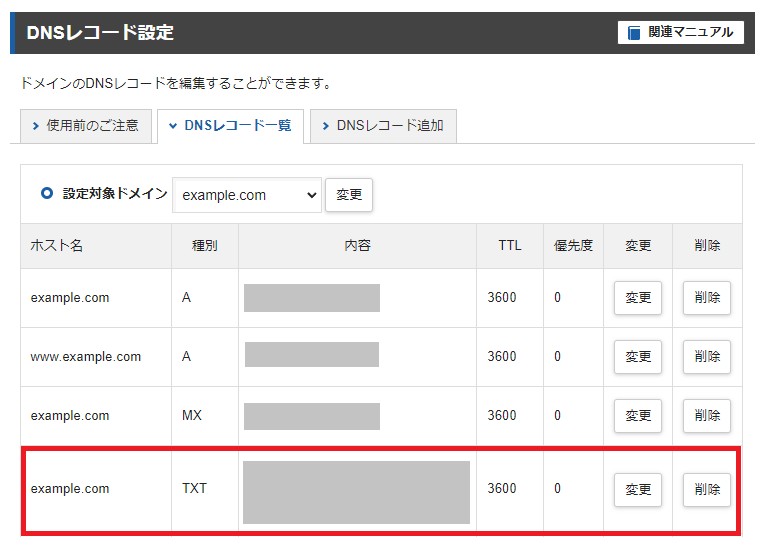 DNSレコード設定 関連マニュアル
ドメインのDNSレコードを編集することができます。
使用前のご注意 DNSレコード一覧 DNSレコード追加
設定対象ドメイン example.com 変更
ホスト名 種別 内容 TTL 優先度 変更 削除
example.com A 3600 0 変更 削除
www.example.com A 3600 0 変更 削除
example.com MX 3600 0 変更 削除
example.com TXT 3600 0 変更 削除